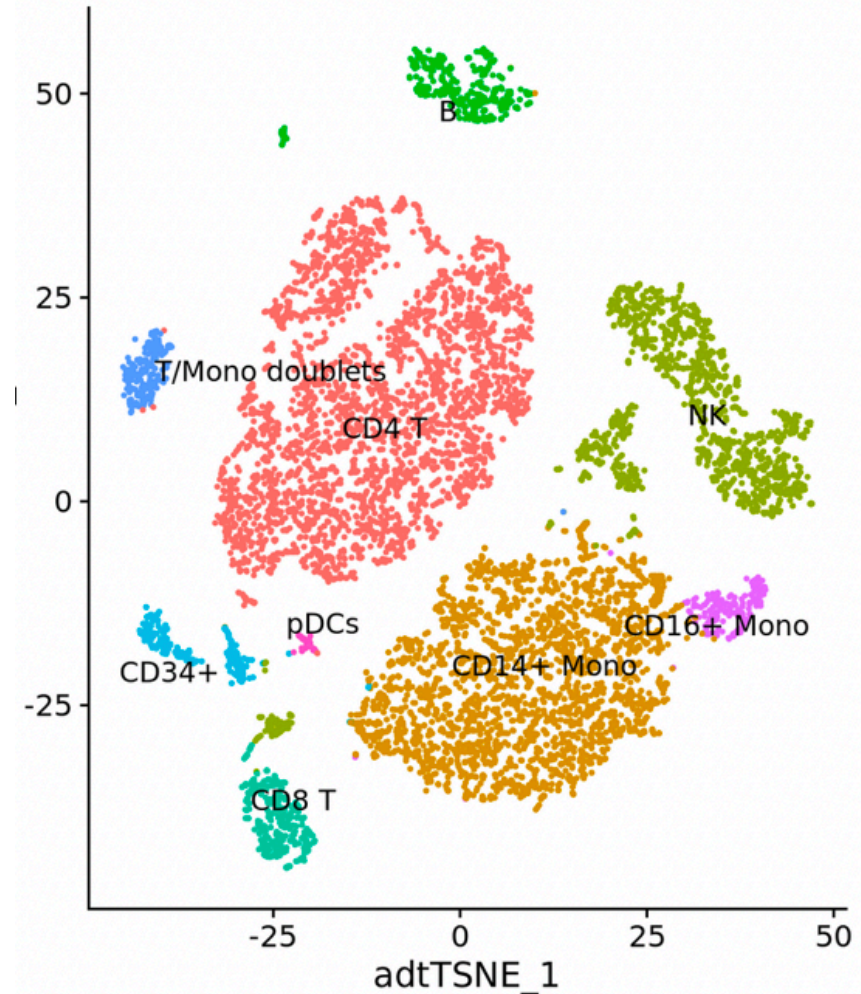 50
B
25
T/Mono doublets
NK
CD4 T
0
pDCs
CD16+ Mono
CD34+
CD14+ Mono
-25
CD8 T
-25 0 25 50
adtTSNE_1